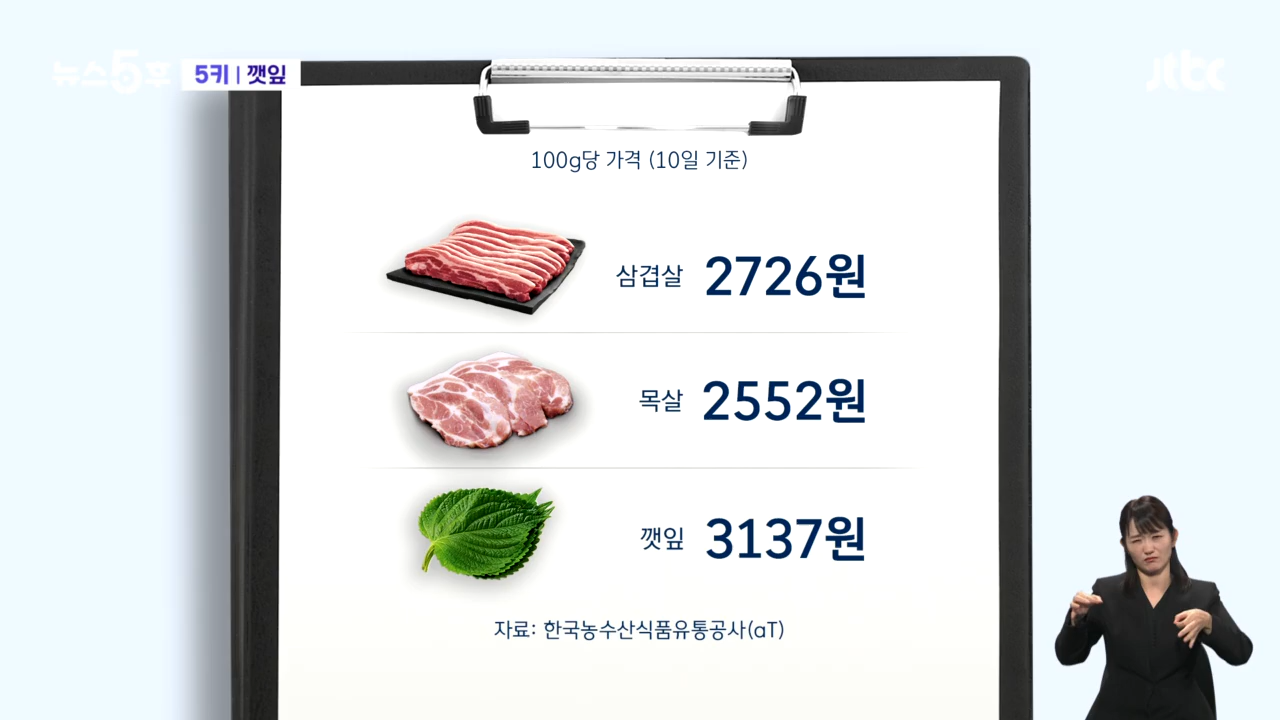 뉴스5후
5키 | 깻잎
jtbc
100g당 가격 (10일 기준)
삼겹살 2726원
목살 2552원
깻잎 3137원
자료: 한국농수산식품유통공사(aT)